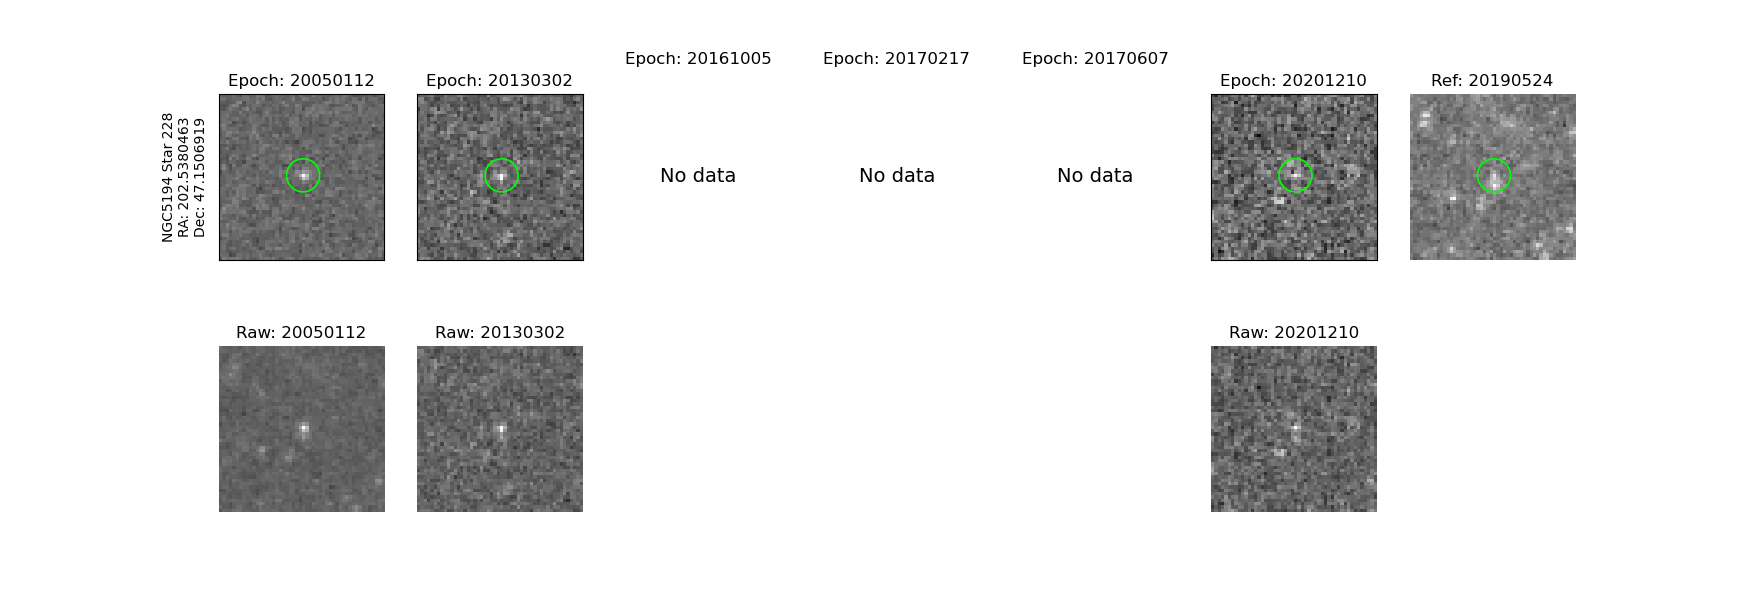 Epoch: 20050112
Epoch: 20130302
Epoch: 20161005
Epoch: 20170217
Epoch: 20170607
Epoch: 20201210
Ref: 20190524
NGC5194 Star 228
RA: 202.5380463
Dec: 47.1506919
No data
No data
No data
Raw: 20050112
Raw: 20130302
Raw: 20201210